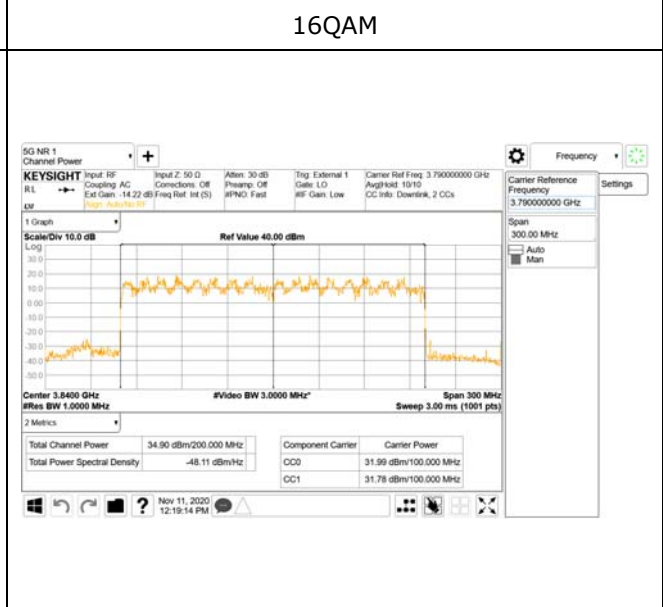 16QAM
5G NR 1
Channel Power
+
Frequency
KEYSIGHT Input: RF Input Z: 50 Ω Atten: 30 dB Trig: External 1 Carrier Ref Freq: 3.790000000 GHz
RL Coupling: AC Corrections: Off Preamp: Off Gate: LO Avg|Hold: 10/10
Ext Gain: -14.22 dB Freq Ref: Int (S) #PNO: Fast #IF Gain: Low CC Info: Downlink, 2 CCs
Align: Auto/No RF
Carrier Reference
Frequency
3.790000000 GHz
Settings
Span
300.00 MHz
Auto
Man
1 Graph
Scale/Div 10.0 dB Ref Value 40.00 dBm
Log
30.0
20.0
10.0
0.00
-10.0
-20.0
-30.0
-40.0
-50.0
Center 3.8400 GHz #Video BW 3.0000 MHz* Span 300 MHz
#Res BW 1.0000 MHz Sweep 3.00 ms (1001 pts)
2 Metrics
Total Channel Power 34.90 dBm/200.000 MHz
Total Power Spectral Density -48.11 dBm/Hz
Component Carrier Carrier Power
CC0 31.99 dBm/100.000 MHz
CC1 31.78 dBm/100.000 MHz
? Nov 11, 2020
12:19:14 PM